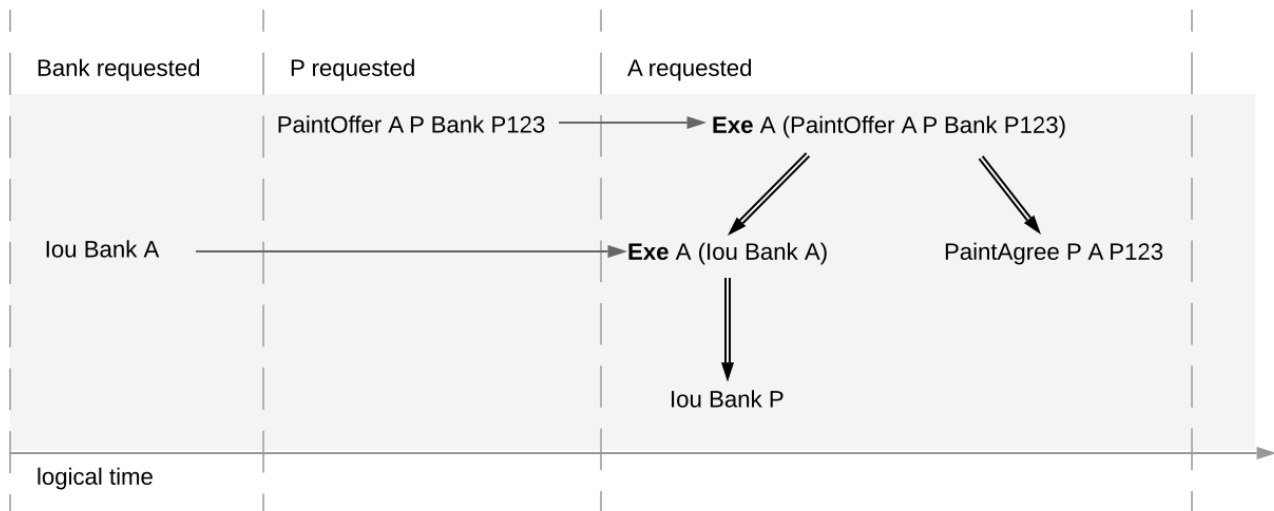 Bank requested
P requested
A requested
PaintOffer A P Bank P123
Exe A (PaintOffer A P Bank P123)
Iou Bank A
Exe A (Iou Bank A)
PaintAgree P A P123
Iou Bank P
logical time